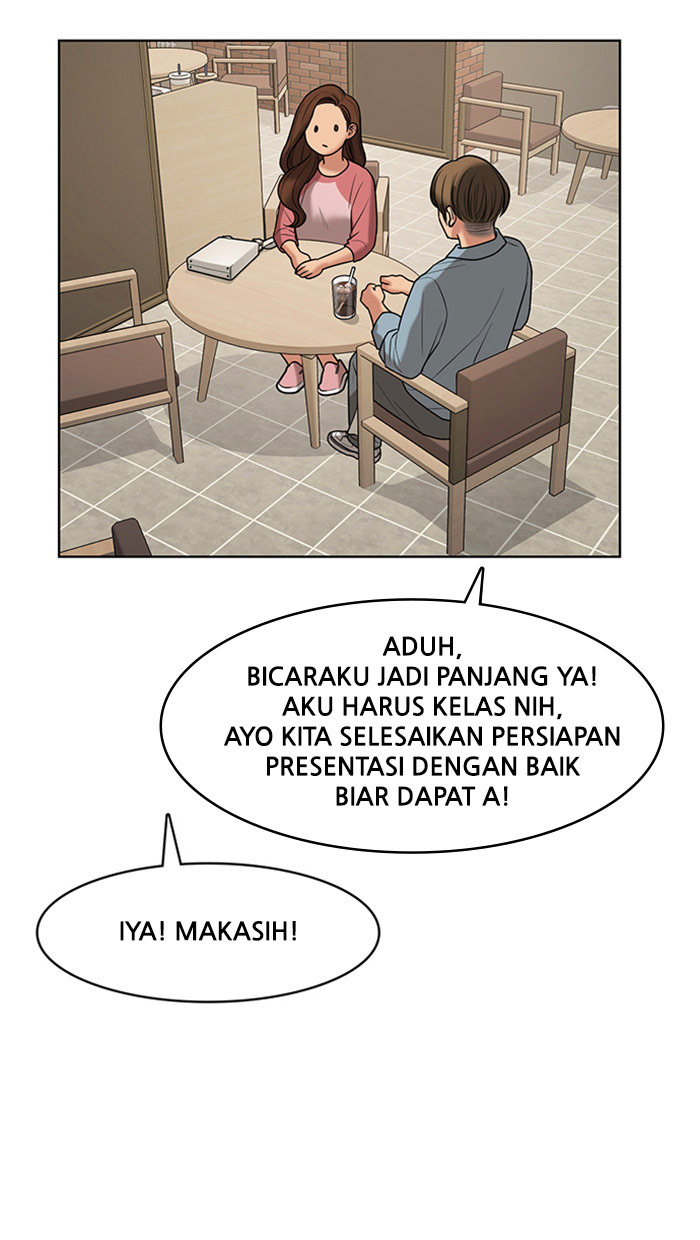 ADUH,
BICARAKU JADI PANJANG YA!
AKU HARUS KELAS NIH,
AYO KITA SELESAIKAN PERSIAPAN
PRESENTASI DENGAN BAIK
BIAR DAPAT A!
IYA! MAKASIH!